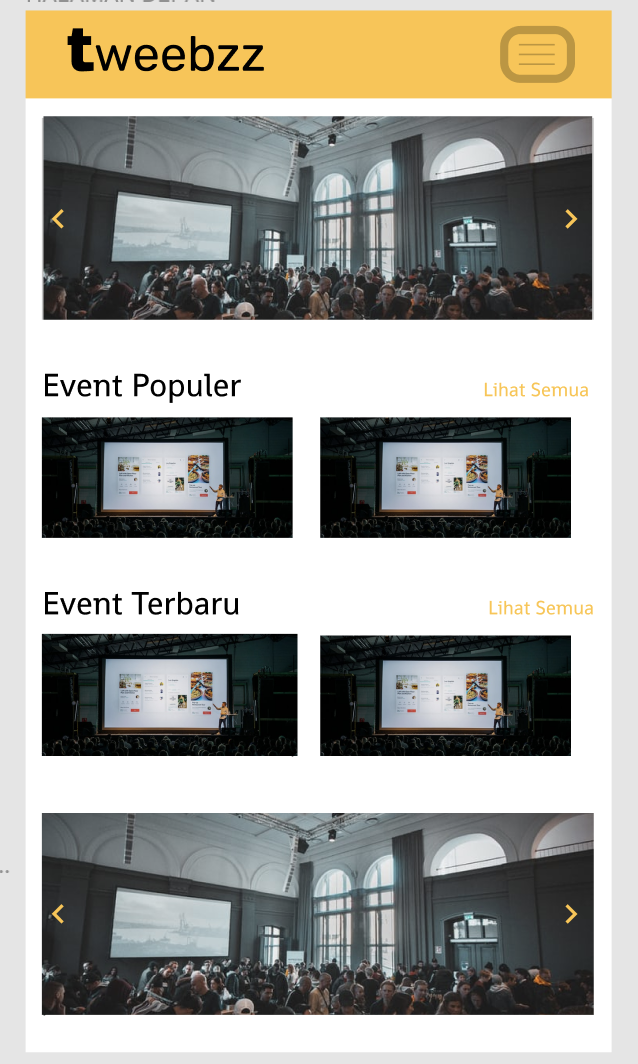 tweebzz
Event Populer
Lihat Semua
Event Terbaru
Lihat Semua